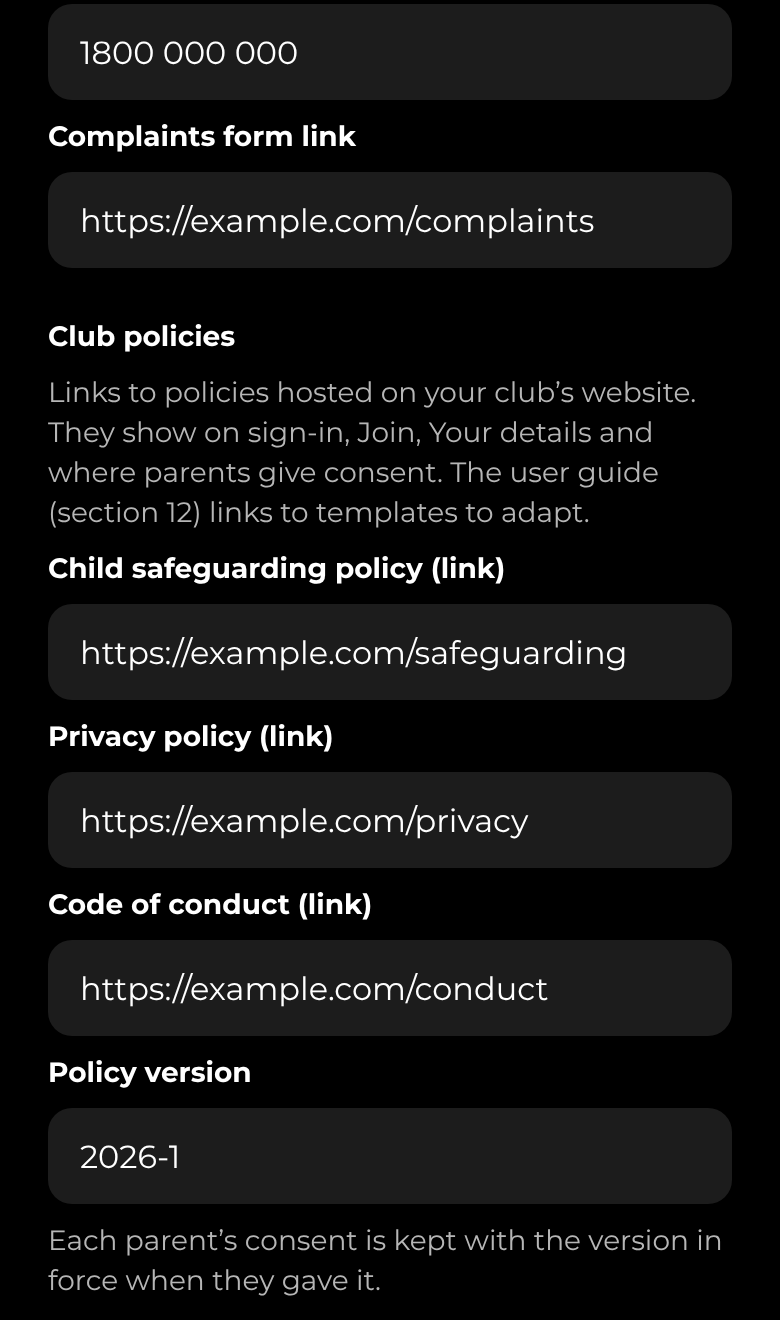 1800 000 000
Complaints form link
https://example.com/complaints
Club policies
Links to policies hosted on your club’s website.
They show on sign-in, Join, Your details and
where parents give consent. The user guide
(section 12) links to templates to adapt.
Child safeguarding policy (link)
https://example.com/safeguarding
Privacy policy (link)
https://example.com/privacy
Code of conduct (link)
https://example.com/conduct
Policy version
2026-1
Each parent’s consent is kept with the version in
force when they gave it.